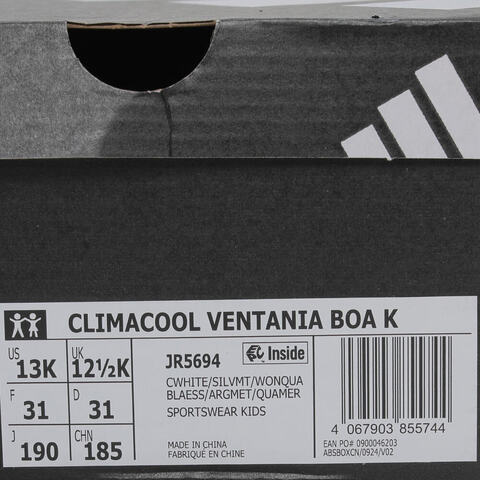 CLIMACOOL VENTANIA BOA K
US 13K UK 12½K
F 31 D 31
J 190 CHN 185
JR5694 Inside
CWHITE/SILVMT/WONQUA
BLAESS/ARGMET/QUAMER
SPORTSWEAR KIDS
MADE IN CHINA
FABRIQUÉ EN CHINE
4 067903 855744
EAN PO# 0900046203
ABSBOXCN/0924/V02